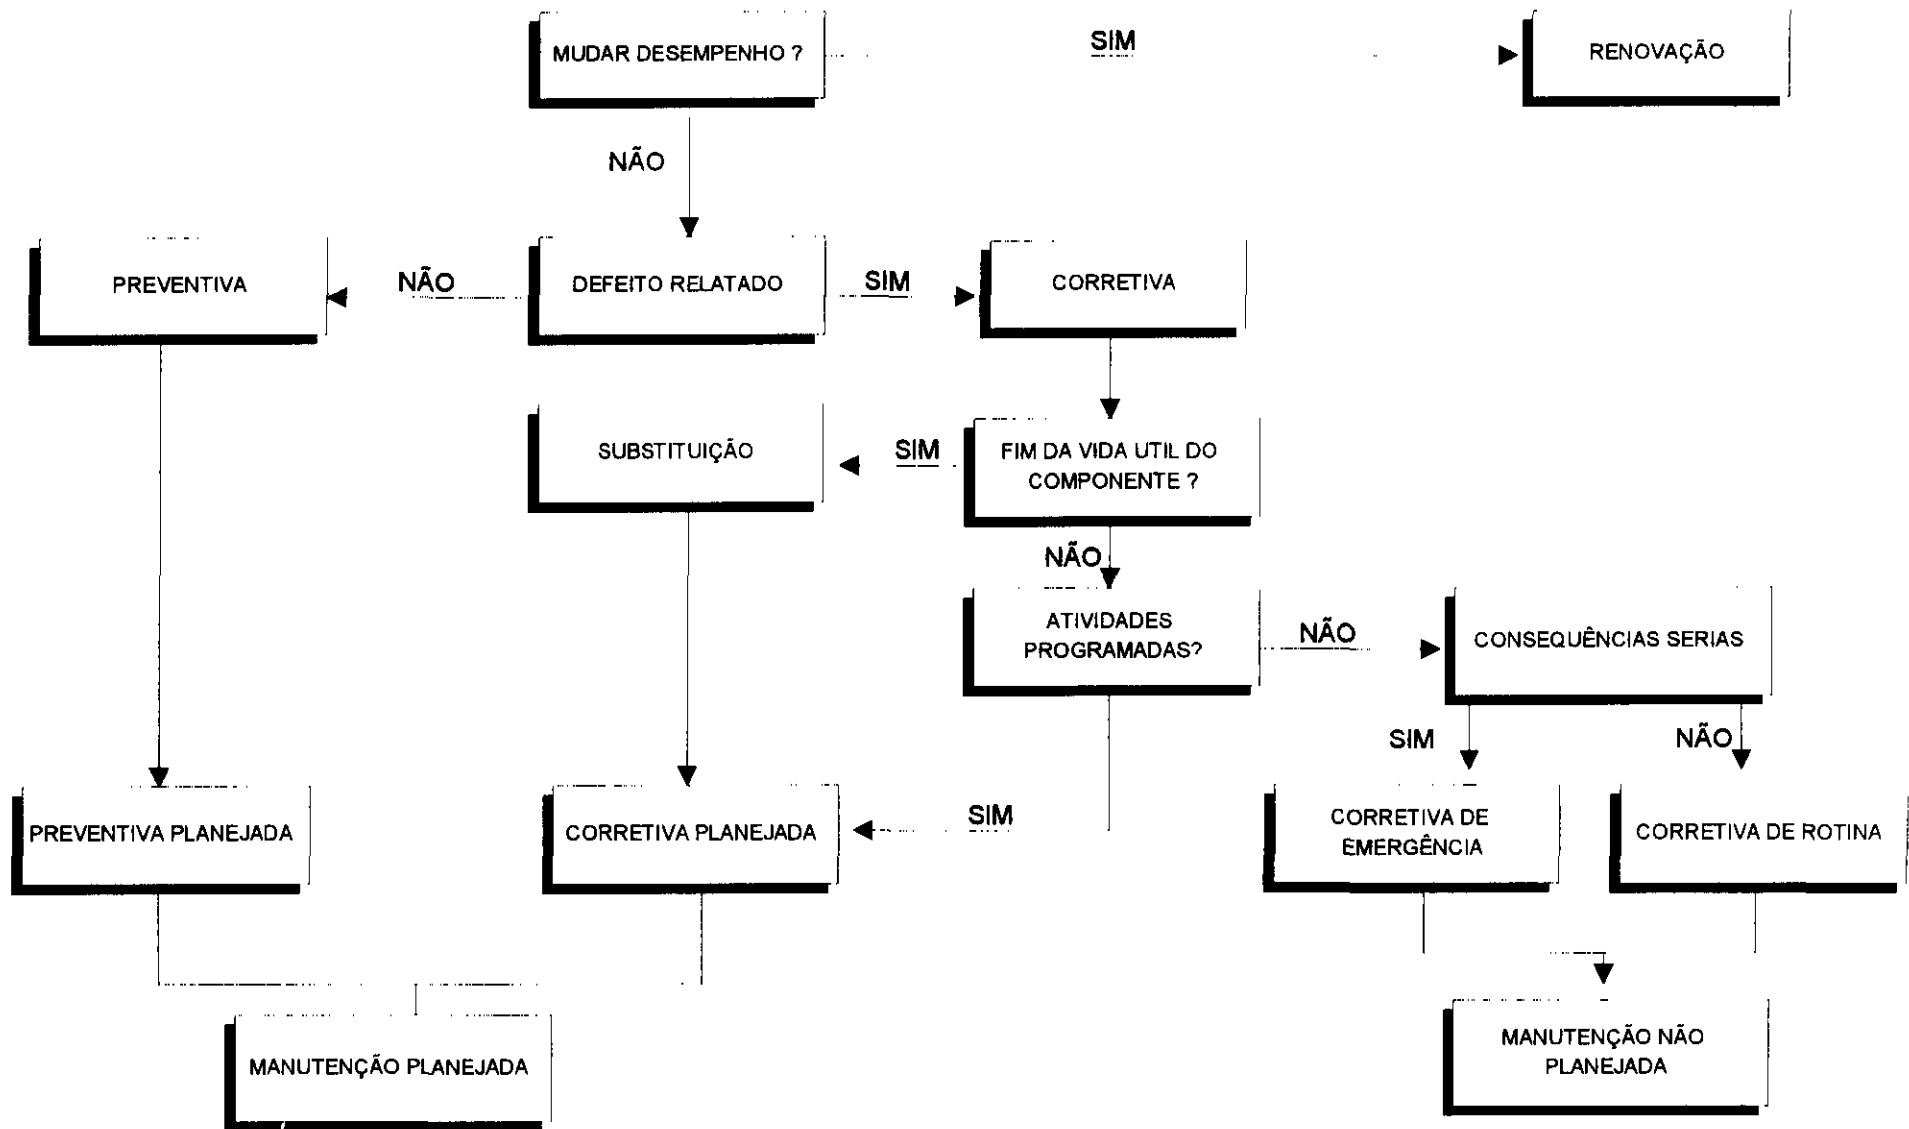 MUDAR DESEMPENHO ?
SIM
RENOVAÇÃO
NÃO
PREVENTIVA
NÃO
DEFEITO RELATADO
SIM
CORRETIVA
SUBSTITUIÇÃO
SIM
FIM DA VIDA UTIL DO
COMPONENTE ?
NÃO
ATIVIDADES
PROGRAMADAS?
NÃO
CONSEQUÊNCIAS SERIAS
SIM
NÃO
PREVENTIVA PLANEJADA
CORRETIVA PLANEJADA
SIM
CORRETIVA DE
EMERGÊNCIA
CORRETIVA DE ROTINA
MANUTENÇÃO PLANEJADA
MANUTENÇÃO NÃO
PLANEJADA